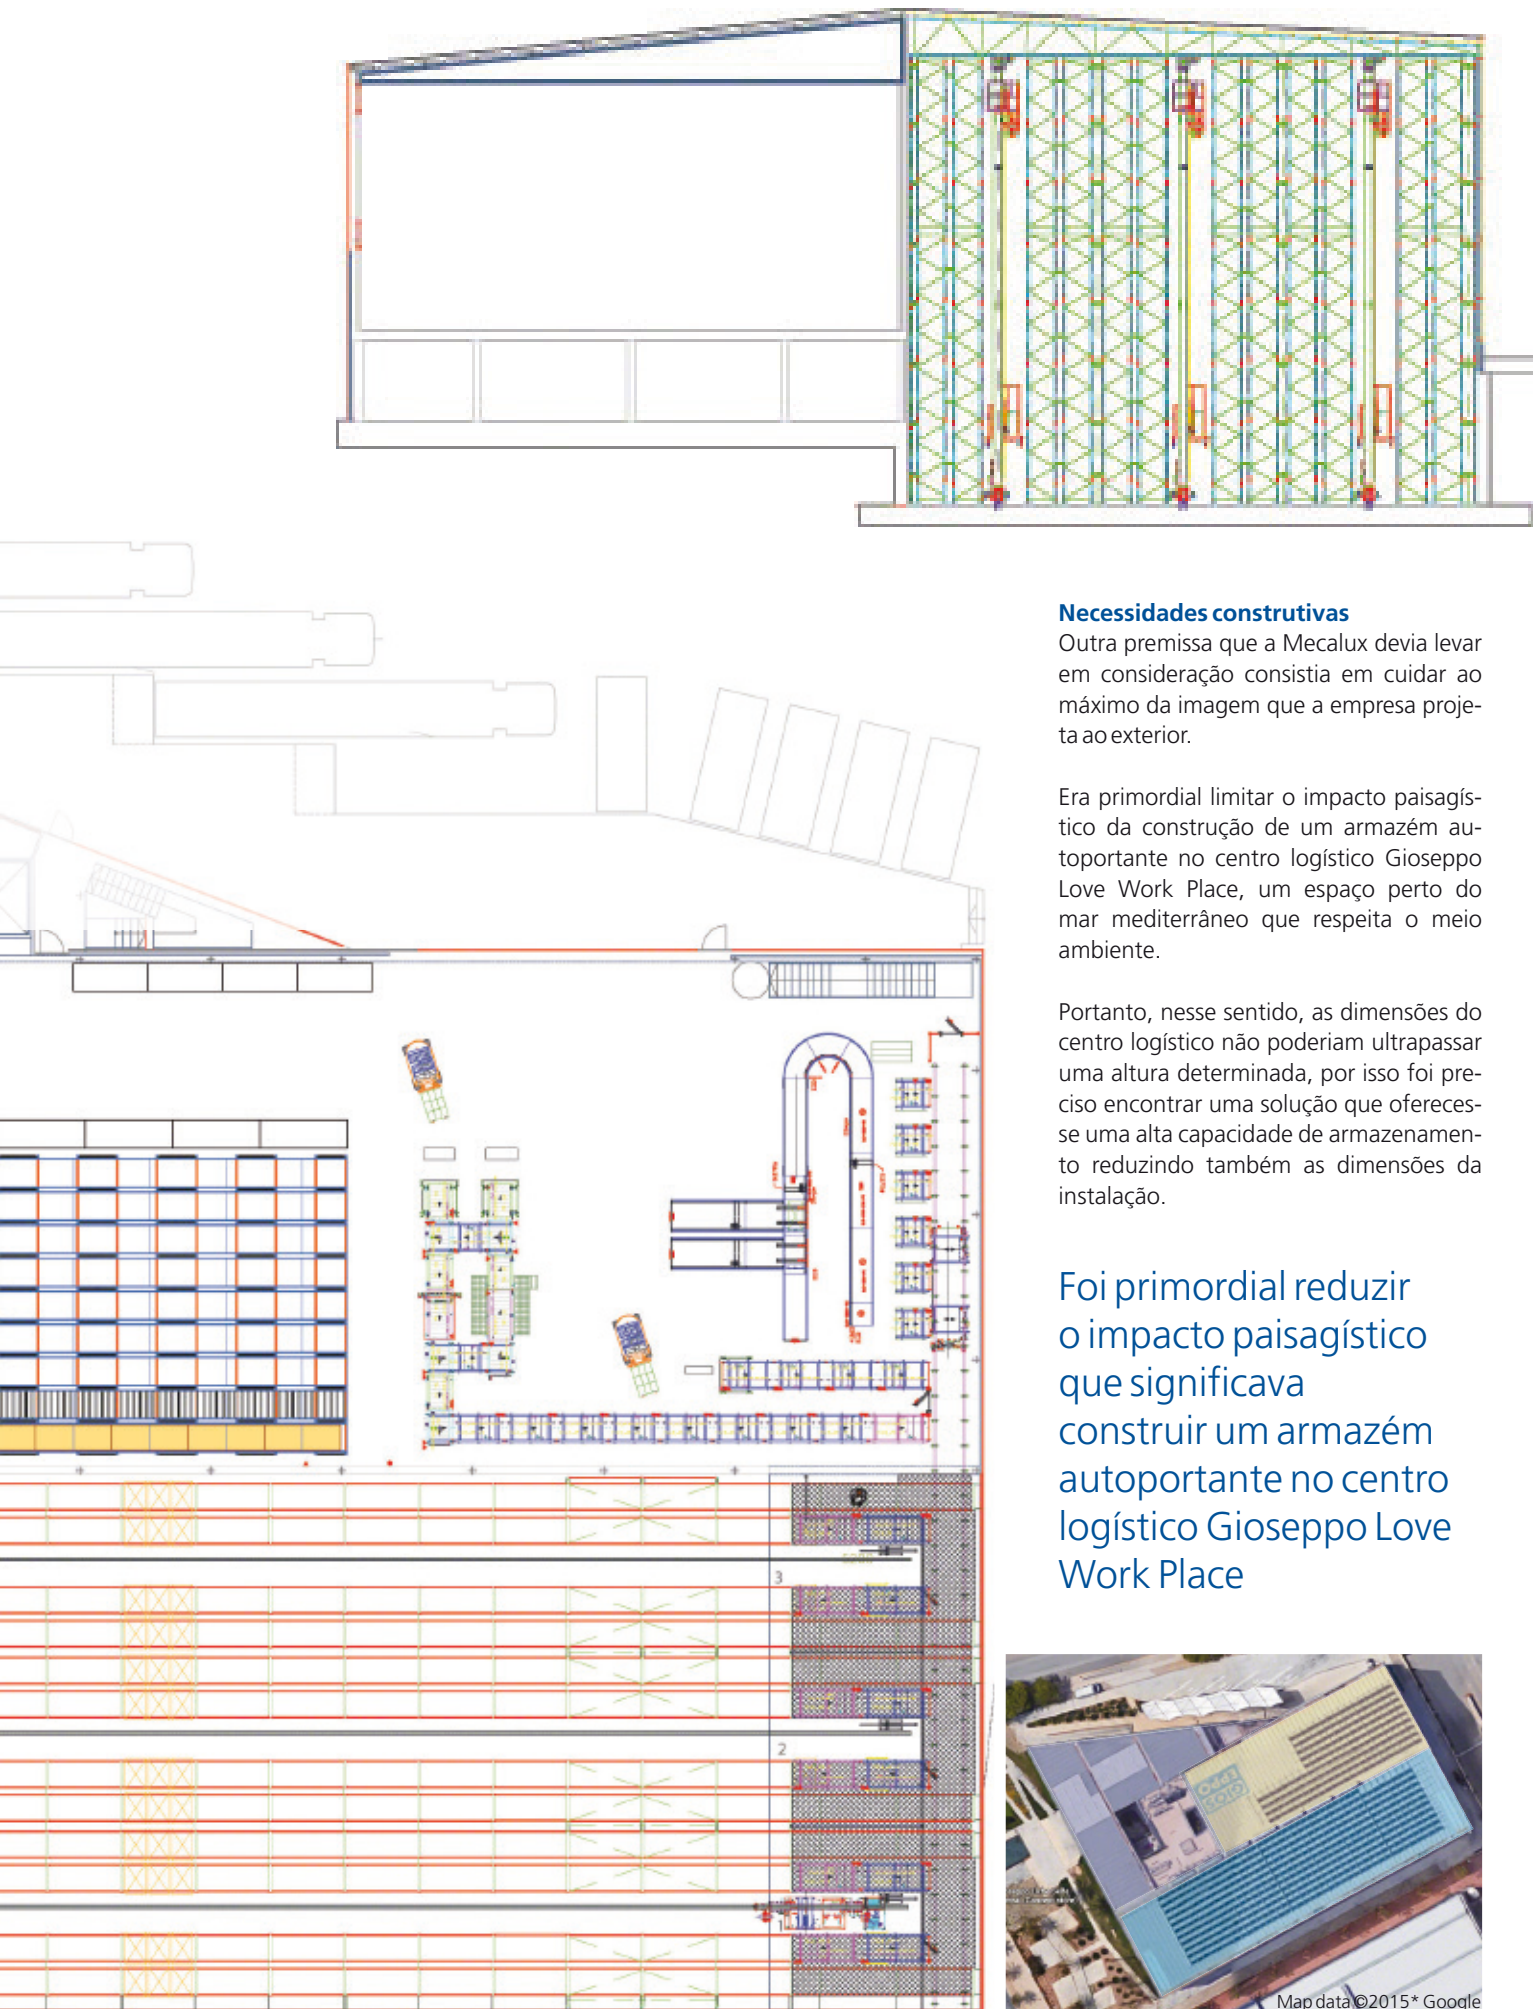 Necessidades construtivas
Outra premissa que a Mecalux devia levar
em consideração consistia em cuidar ao
máximo da imagem que a empresa proje-
ta ao exterior.
Era primordial limitar o impacto paisagís-
tico da construção de um armazém au-
toportante no centro logístico Gioseppo
Love Work Place, um espaço perto do
mar mediterrâneo que respeita o meio
ambiente.
Portanto, nesse sentido, as dimensões do
centro logístico não poderiam ultrapassar
uma altura determinada, por isso foi pre-
ciso encontrar uma solução que ofereces-
se uma alta capacidade de armazenamen-
to reduzindo também as dimensões da
instalação.
Foi primordial reduzir
o impacto paisagístico
que significava
construir um armazém
autoportante no centro
logístico Gioseppo Love
Work Place
3
2
1
GIOS
EPPO
Map data ©2015* Google